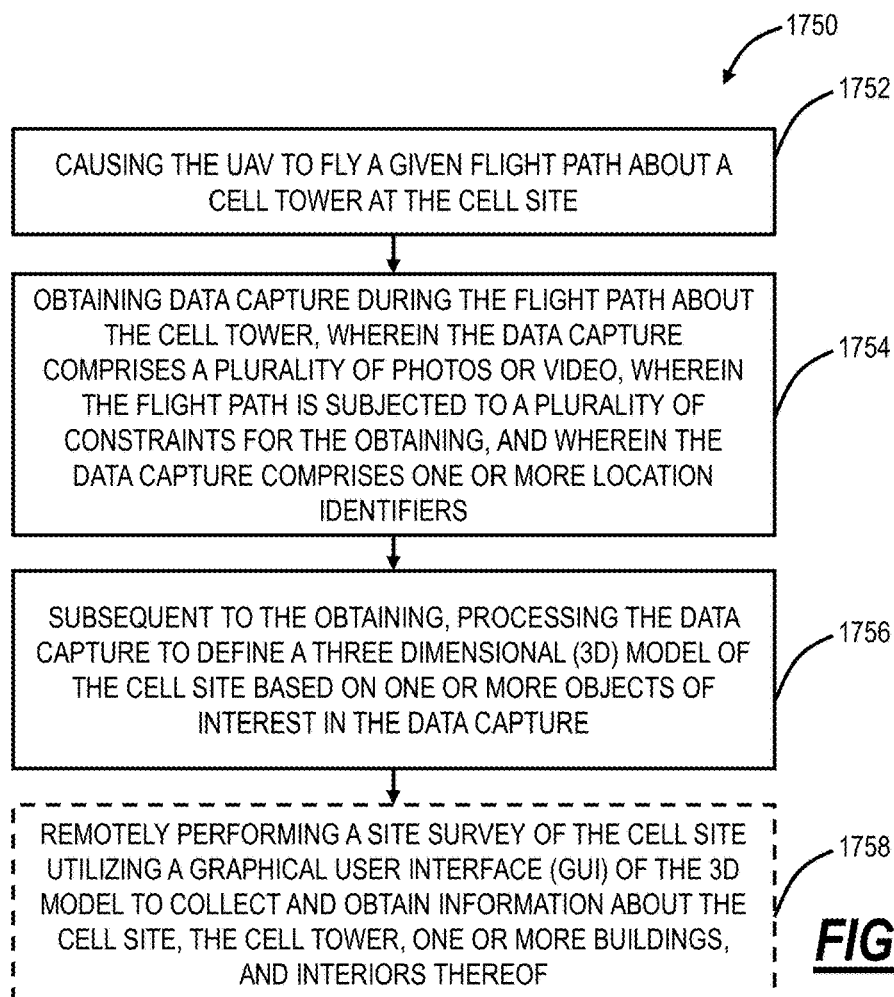 1750
1752
CAUSING THE UAV TO FLY A GIVEN FLIGHT PATH ABOUT A
CELL TOWER AT THE CELL SITE
OBTAINING DATA CAPTURE DURING THE FLIGHT PATH ABOUT
THE CELL TOWER, WHEREIN THE DATA CAPTURE
COMPRISES A PLURALITY OF PHOTOS OR VIDEO, WHEREIN
THE FLIGHT PATH IS SUBJECTED TO A PLURALITY OF
CONSTRAINTS FOR THE OBTAINING, AND WHEREIN THE
DATA CAPTURE COMPRISES ONE OR MORE LOCATION
IDENTIFIERS
1754
SUBSEQUENT TO THE OBTAINING, PROCESSING THE DATA
CAPTURE TO DEFINE A THREE DIMENSIONAL (3D) MODEL OF
THE CELL SITE BASED ON ONE OR MORE OBJECTS OF
INTEREST IN THE DATA CAPTURE
1756
REMOTELY PERFORMING A SITE SURVEY OF THE CELL SITE
UTILIZING A GRAPHICAL USER INTERFACE (GUI) OF THE 3D
MODEL TO COLLECT AND OBTAIN INFORMATION ABOUT THE
CELL SITE, THE CELL TOWER, ONE OR MORE BUILDINGS,
AND INTERIORS THEREOF
1758
FIG